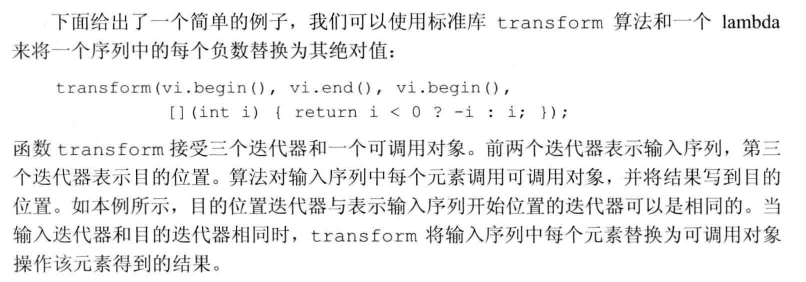 下面给出了一个简单的例子，我们可以使用标准库 transform 算法和一个 lambda
来将一个序列中的每个负数替换为其绝对值：
transform(vi.begin(), vi.end(), vi.begin(),
[](int i) { return i < 0 ? -i : i; });
函数 transform 接受三个迭代器和一个可调用对象。前两个迭代器表示输入序列，第三
个迭代器表示目的位置。算法对输入序列中每个元素调用可调用对象，并将结果写到目的
位置。如本例所示，目的位置迭代器与表示输入序列开始位置的迭代器可以是相同的。当
输入迭代器和目的迭代器相同时，transform 将输入序列中每个元素替换为可调用对象
操作该元素得到的结果。